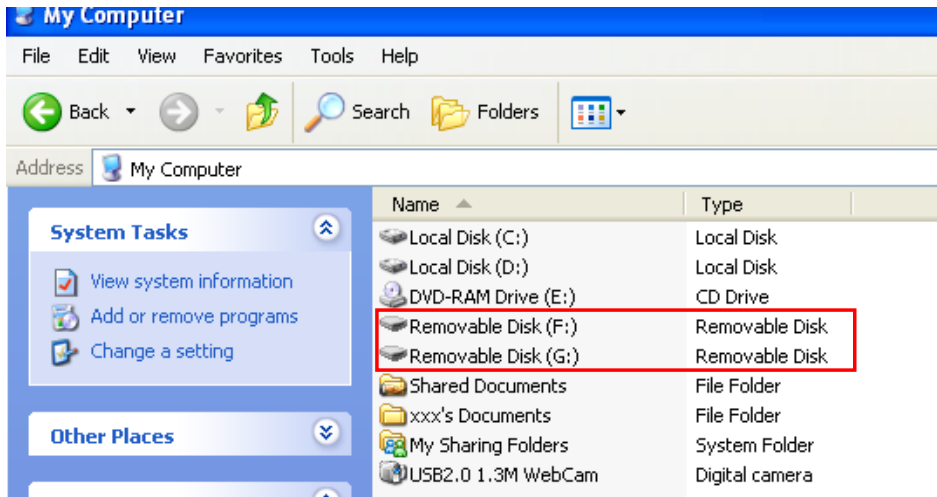 My Computer
File Edit View Favorites Tools Help
Back Search Folders
Address My Computer
Name Type
System Tasks
View system information
Add or remove programs
Change a setting
Other Places
Local Disk (C:) Local Disk
Local Disk (D:) Local Disk
DVD-RAM Drive (E:) CD Drive
Removable Disk (F:) Removable Disk
Removable Disk (G:) Removable Disk
Shared Documents File Folder
xxx's Documents File Folder
My Sharing Folders System Folder
USB2.0 1.3M WebCam Digital camera